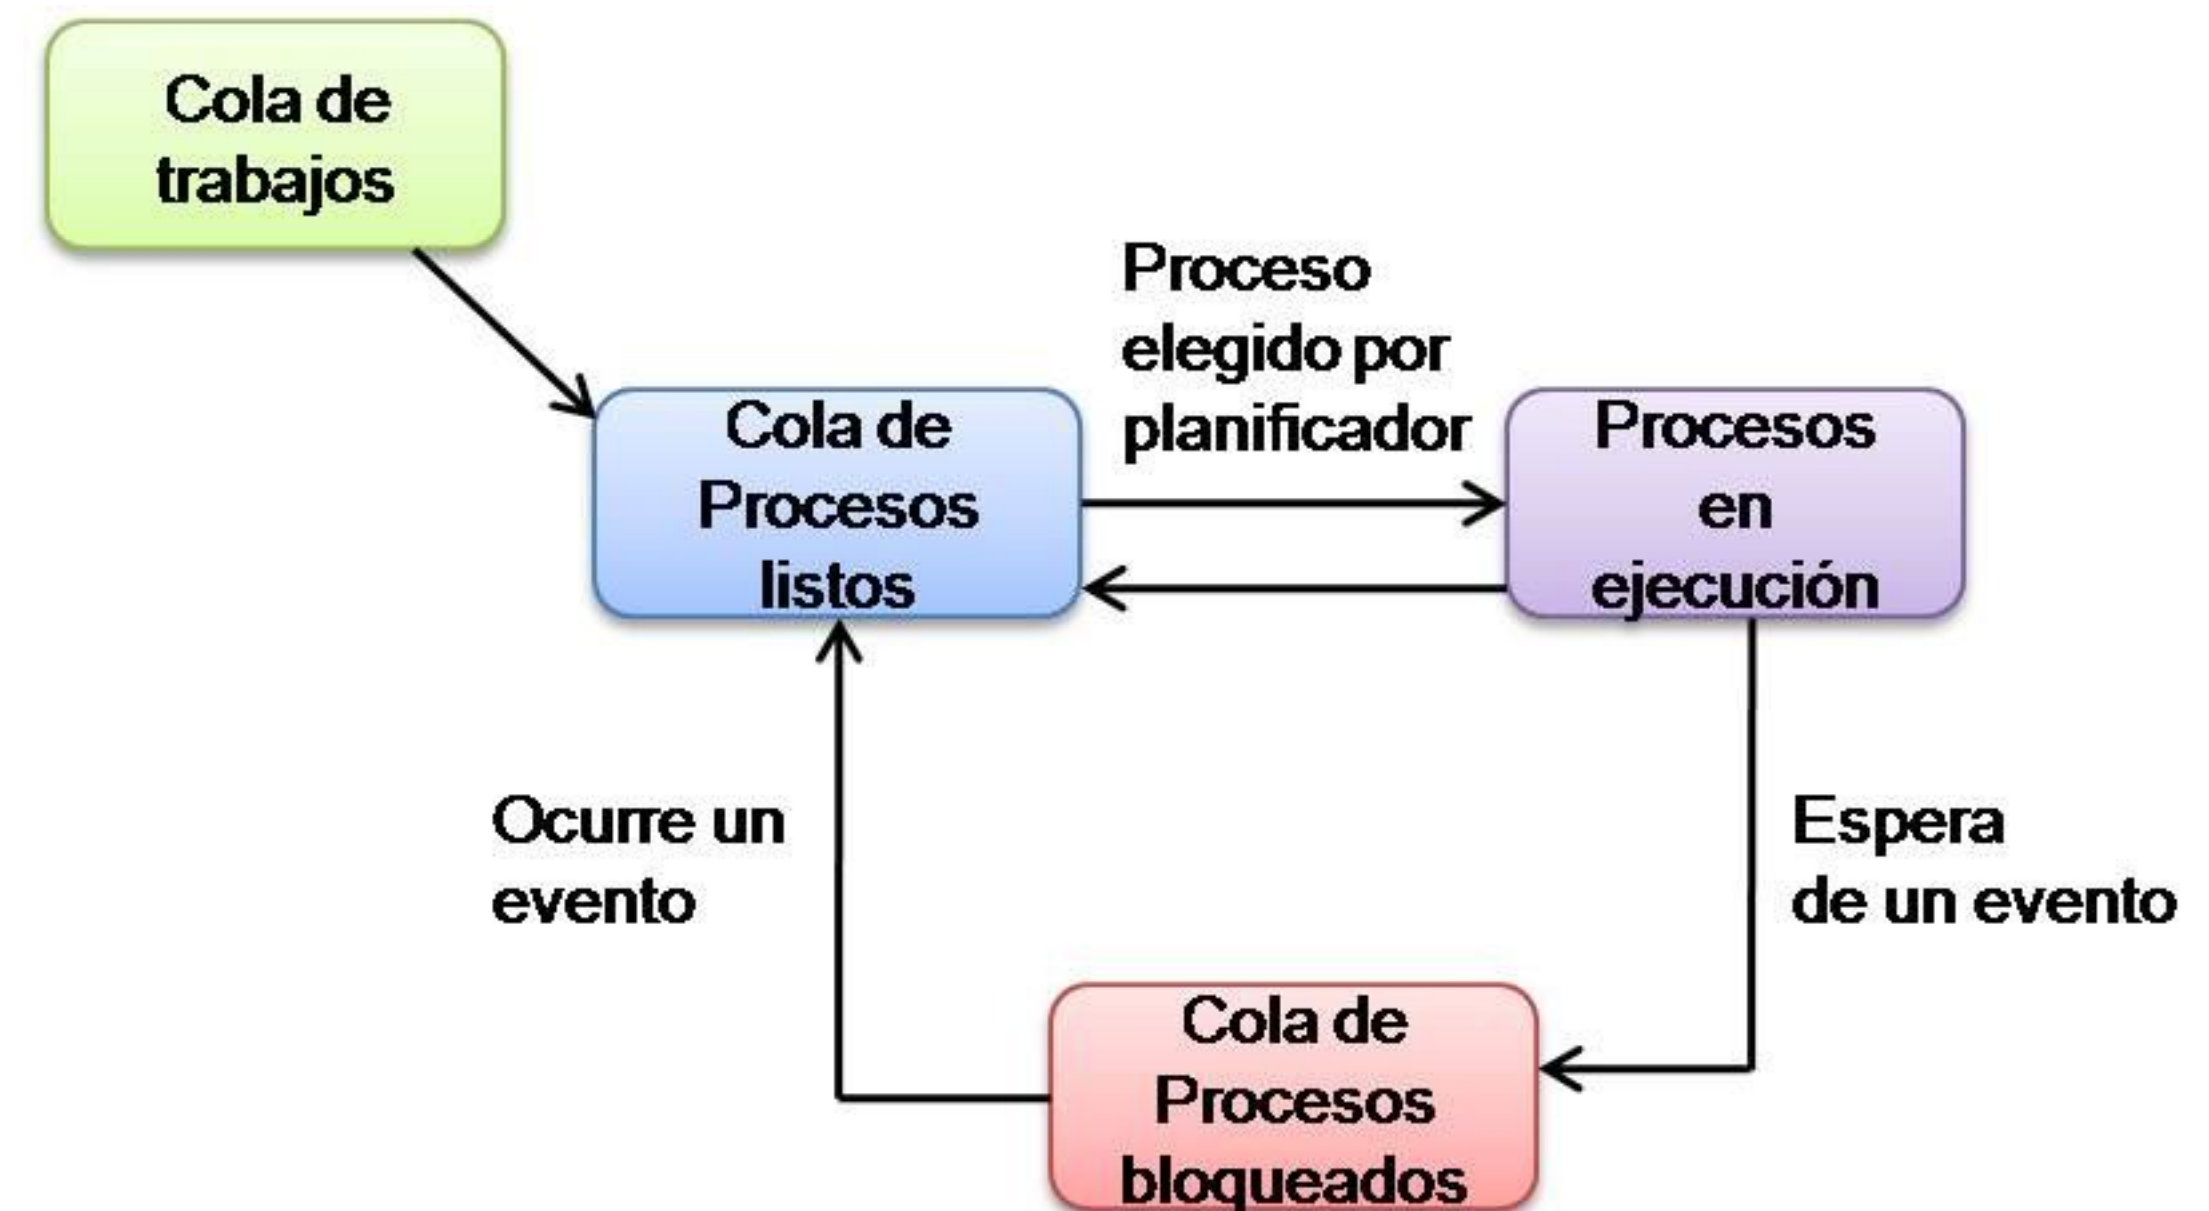 Cola de
trabajos
Proceso
elegido por
planificador
Cola de
Procesos
listos
Procesos
en
ejecución
Ocurre un
evento
Espera
de un evento
Cola de
Procesos
bloqueados